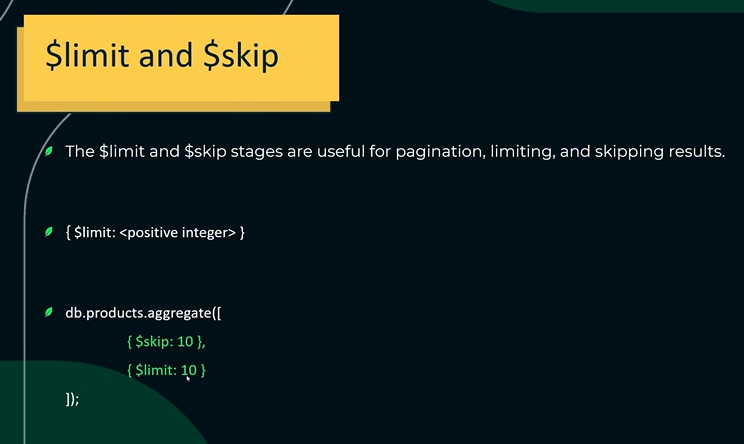 $limit and $skip
The $limit and $skip stages are useful for pagination, limiting, and skipping results.
{ $limit: <positive integer> }
db.products.aggregate([
{ $skip: 10 },
{ $limit: 10 }
]);